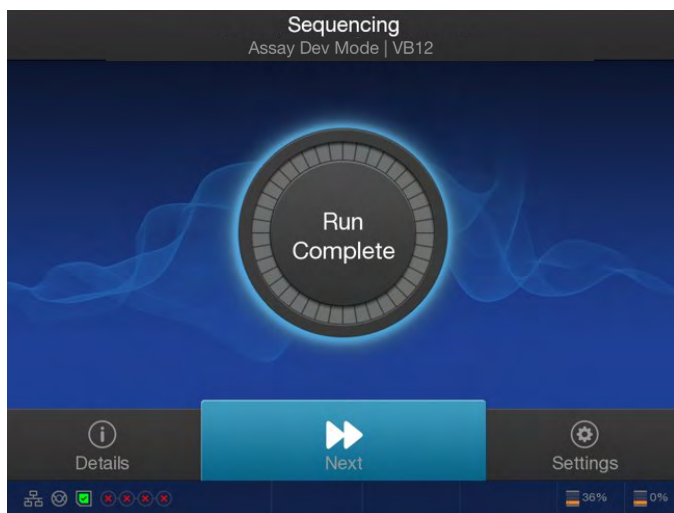 Sequencing
Assay Dev Mode | VB12
Run
Complete
Details
Next
Settings
36%
0%